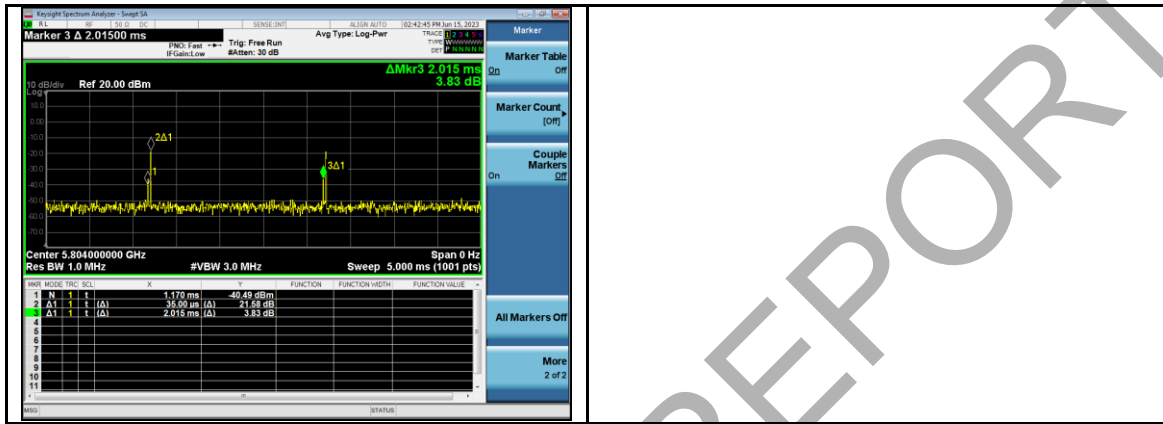 Keysight Spectrum Analyzer - Swept SA
RL RF 50 Ω DC SENSE:INT ALIGN AUTO 02:42:45 PM Jun 15, 2023
Marker 3 Δ 2.01500 ms
PNO: Fast
IFGain:Low
Trig: Free Run
#Atten: 30 dB
Avg Type: Log-Pwr
TRACE 1 2 3 4 5 6
TYPE WWWWWW
DET P N N N N N
Marker
Marker Table
On Off
Marker Count
[Off]
Couple
Markers
On Off
All Markers Off
More
2 of 2
ΔMkr3 2.015 ms
3.83 dB
10 dB/div Ref 20.00 dBm
Log
10.0
0.00
-10.0
-20.0
-30.0
-40.0
-50.0
-60.0
-70.0
2Δ1
1
3Δ1
Center 5.804000000 GHz Span 0 Hz
Res BW 1.0 MHz #VBW 3.0 MHz Sweep 5.000 ms (1001 pts)
MKR MODE TRC SCL X Y FUNCTION FUNCTION WIDTH FUNCTION VALUE
1 N 1 t 1.170 ms -40.49 dBm
2 Δ1 1 t (Δ) 35.00 us (Δ) 21.58 dB
3 Δ1 1 t (Δ) 2.015 ms (Δ) 3.83 dB
4
5
6
7
8
9
10
11
MSG STATUS
REPORT